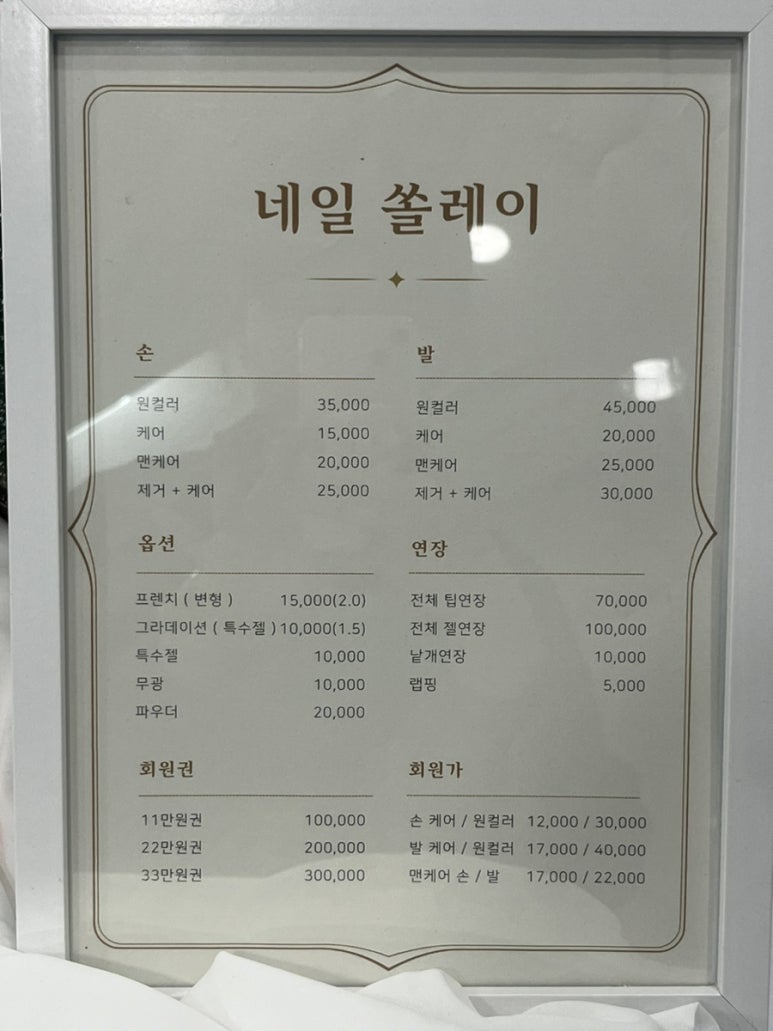 네일 쏠레이
손
원컬러 35,000
케어 15,000
맨케어 20,000
제거 + 케어 25,000
발
원컬러 45,000
케어 20,000
맨케어 25,000
제거 + 케어 30,000
옵션
프렌치 ( 변형 ) 15,000(2.0)
그라데이션 ( 특수젤 ) 10,000(1.5)
특수젤 10,000
무광 10,000
파우더 20,000
연장
전체 팁연장 70,000
전체 젤연장 100,000
낱개연장 10,000
랩핑 5,000
회원권
11만원권 100,000
22만원권 200,000
33만원권 300,000
회원가
손 케어 / 원컬러 12,000 / 30,000
발 케어 / 원컬러 17,000 / 40,000
맨케어 손 / 발 17,000 / 22,000